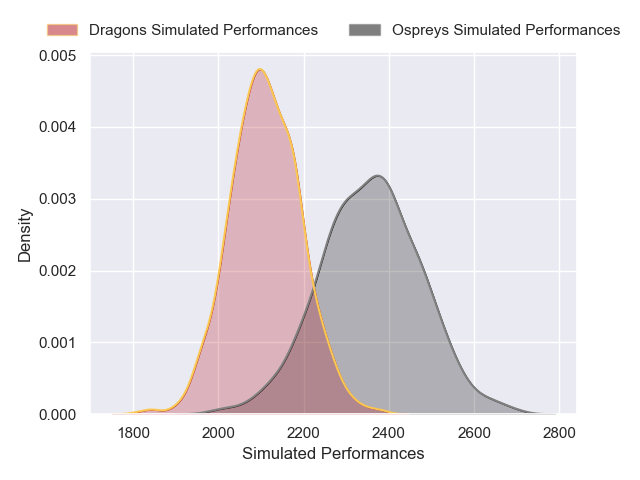 Dragons Simulated Performances Ospreys Simulated Performances
0.005
0.004
0.003
0.002
0.001
0.000
Density
1800 2000 2200 2400 2600 2800
Simulated Performances